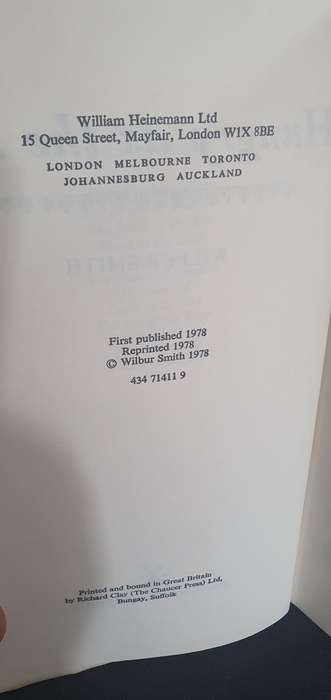 William Heinemann Ltd
15 Queen Street, Mayfair, London W1X 8BE
LONDON MELBOURNE TORONTO
JOHANNESBURG AUCKLAND
First published 1978
Reprinted 1978
© Wilbur Smith 1978
434 71411 9
Printed and bound in Great Britain
by Richard Clay (The Chaucer Press) Ltd,
Bungay, Suffolk